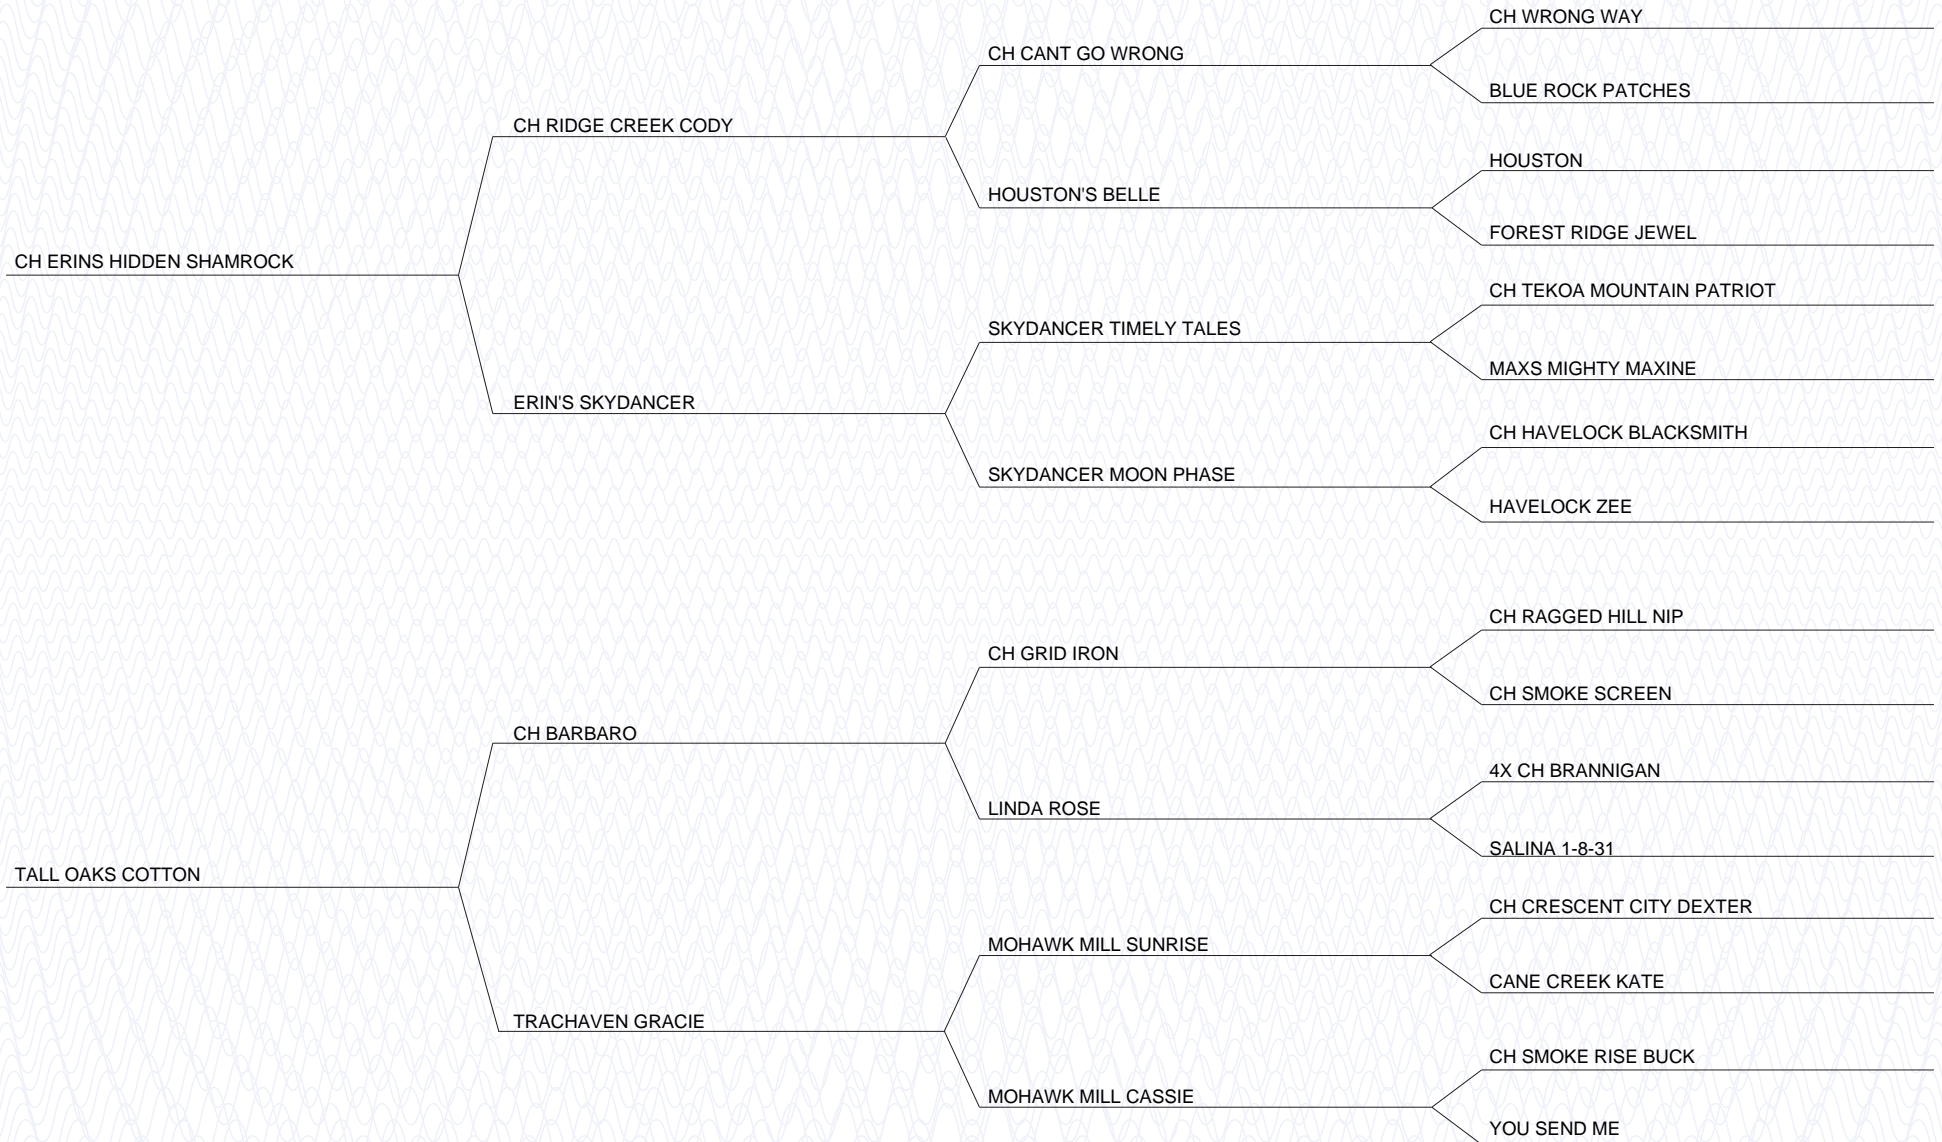 CH WRONG WAY
CH CANT GO WRONG
BLUE ROCK PATCHES
CH RIDGE CREEK CODY
HOUSTON
HOUSTON'S BELLE
FOREST RIDGE JEWEL
CH ERINS HIDDEN SHAMROCK
CH TEKOA MOUNTAIN PATRIOT
SKYDANCER TIMELY TALES
MAXS MIGHTY MAXINE
ERIN'S SKYDANCER
CH HAVELOCK BLACKSMITH
SKYDANCER MOON PHASE
HAVELOCK ZEE
CH RAGGED HILL NIP
CH GRID IRON
CH SMOKE SCREEN
CH BARBARO
4X CH BRANNIGAN
LINDA ROSE
SALINA 1-8-31
TALL OAKS COTTON
CH CRESCENT CITY DEXTER
MOHAWK MILL SUNRISE
CANE CREEK KATE
TRACHAVEN GRACIE
CH SMOKE RISE BUCK
MOHAWK MILL CASSIE
YOU SEND ME